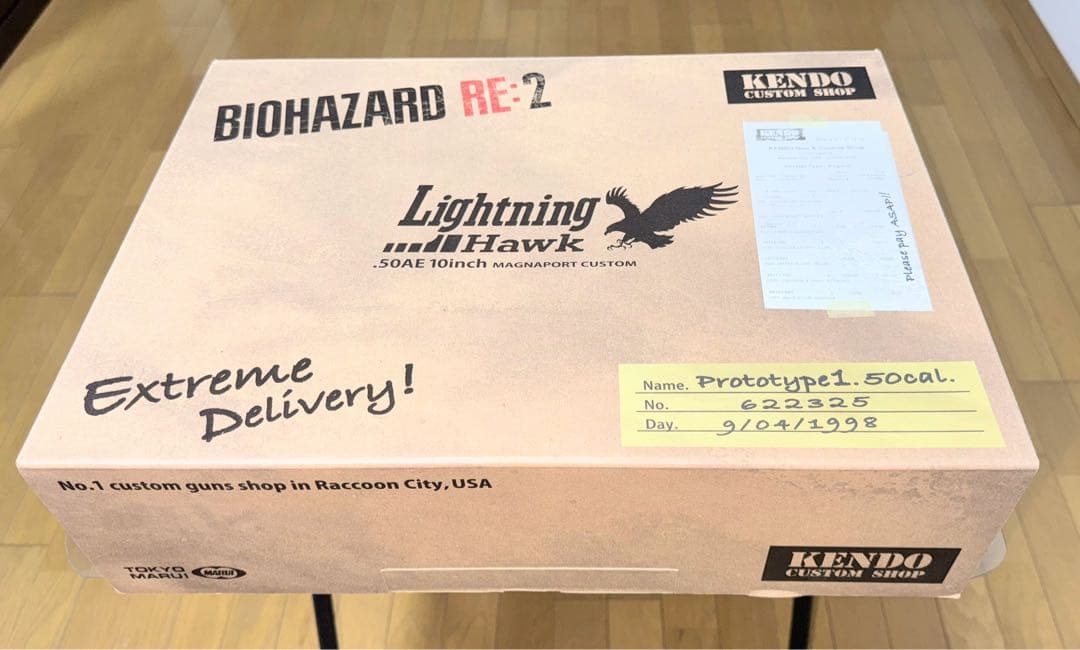 BIOHAZARD RE:2
KENDO
CUSTOM SHOP
Lightning
Hawk
.50AE 10inch MAGNAPORT CUSTOM
Please pay ASAP!!
Extreme
Delivery!
Name. Prototype1.50cal.
No. 622325
Day. 9/04/1998
No.1 custom guns shop in Raccoon City, USA
TOKYO
MARUI
MARUI
KENDO
CUSTOM SHOP